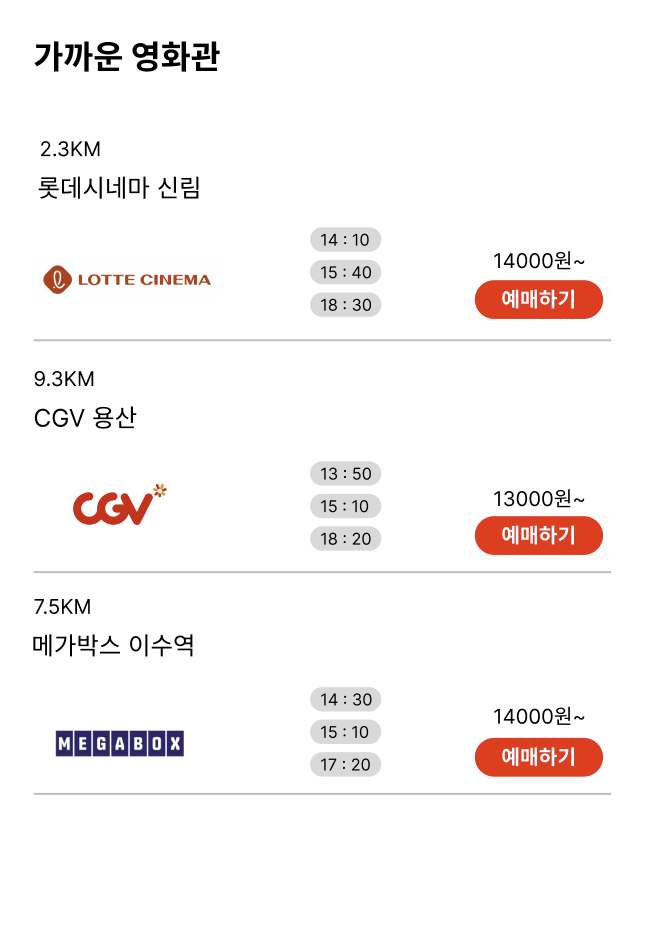 가까운 영화관
2.3KM
롯데시네마 신림
LOTTE CINEMA
14 : 10
15 : 40
18 : 30
14000원~
예매하기
9.3KM
CGV 용산
CGV
13 : 50
15 : 10
18 : 20
13000원~
예매하기
7.5KM
메가박스 이수역
MEGABOX
14 : 30
15 : 10
17 : 20
14000원~
예매하기